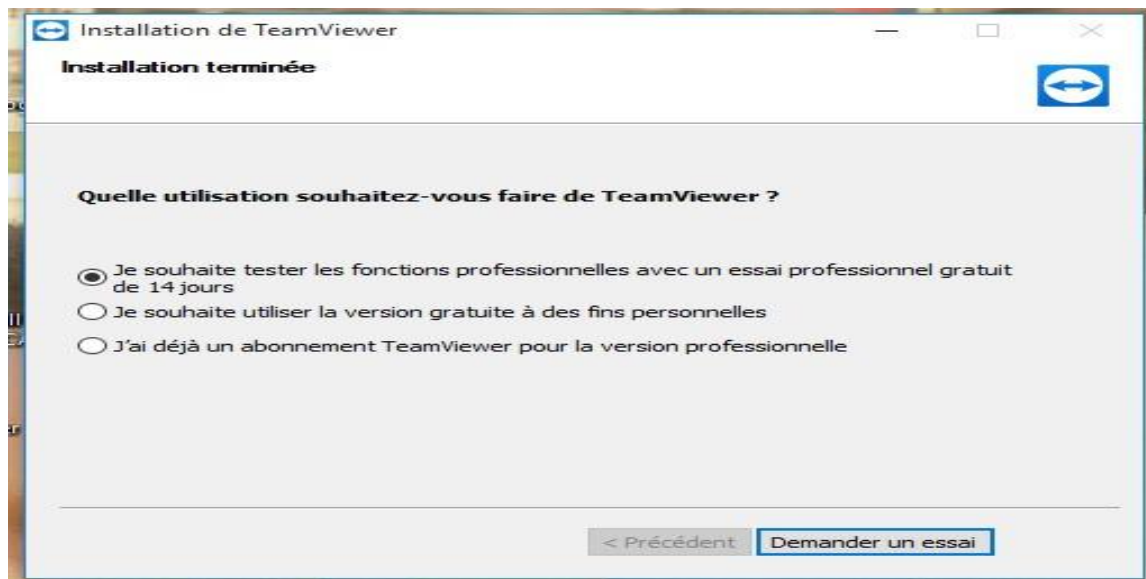 Installation de TeamViewer
Installation terminée
Quelle utilisation souhaitez-vous faire de TeamViewer ?
Je souhaite tester les fonctions professionnelles avec un essai professionnel gratuit
de 14 jours
Je souhaite utiliser la version gratuite à des fins personnelles
J'ai déjà un abonnement TeamViewer pour la version professionnelle
< Précédent
Demander un essai